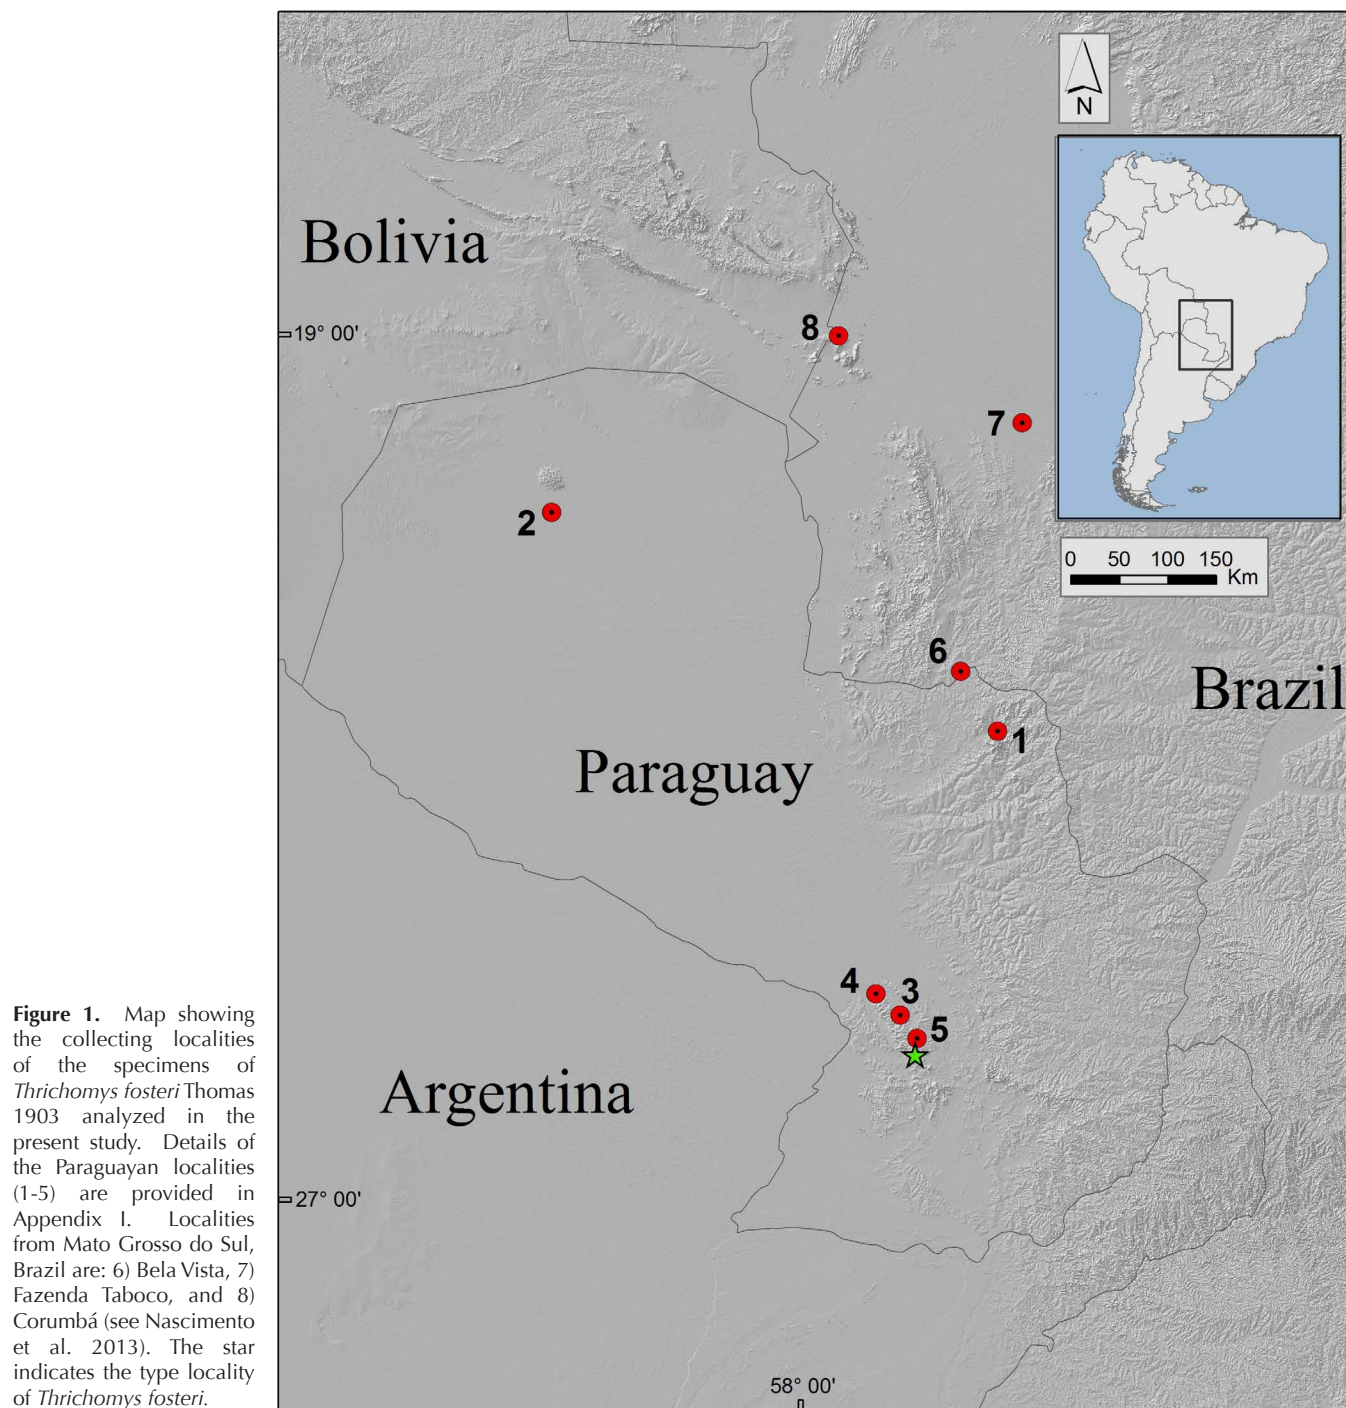 N
Bolivia
19° 00'
8
7
2
0 50 100 150
Km
6
Brazil
1
Paraguay
4
3
5
Argentina
27° 00'
58° 00'
Figure 1. Map showing
the collecting localities
of the specimens of
Thrichomys fosteri Thomas
1903 analyzed in the
present study. Details of
the Paraguayan localities
(1-5) are provided in
Appendix I. Localities
from Mato Grosso do Sul,
Brazil are: 6) Bela Vista, 7)
Fazenda Taboco, and 8)
Corumbá (see Nascimento
et al. 2013). The star
indicates the type locality
of Thrichomys fosteri.